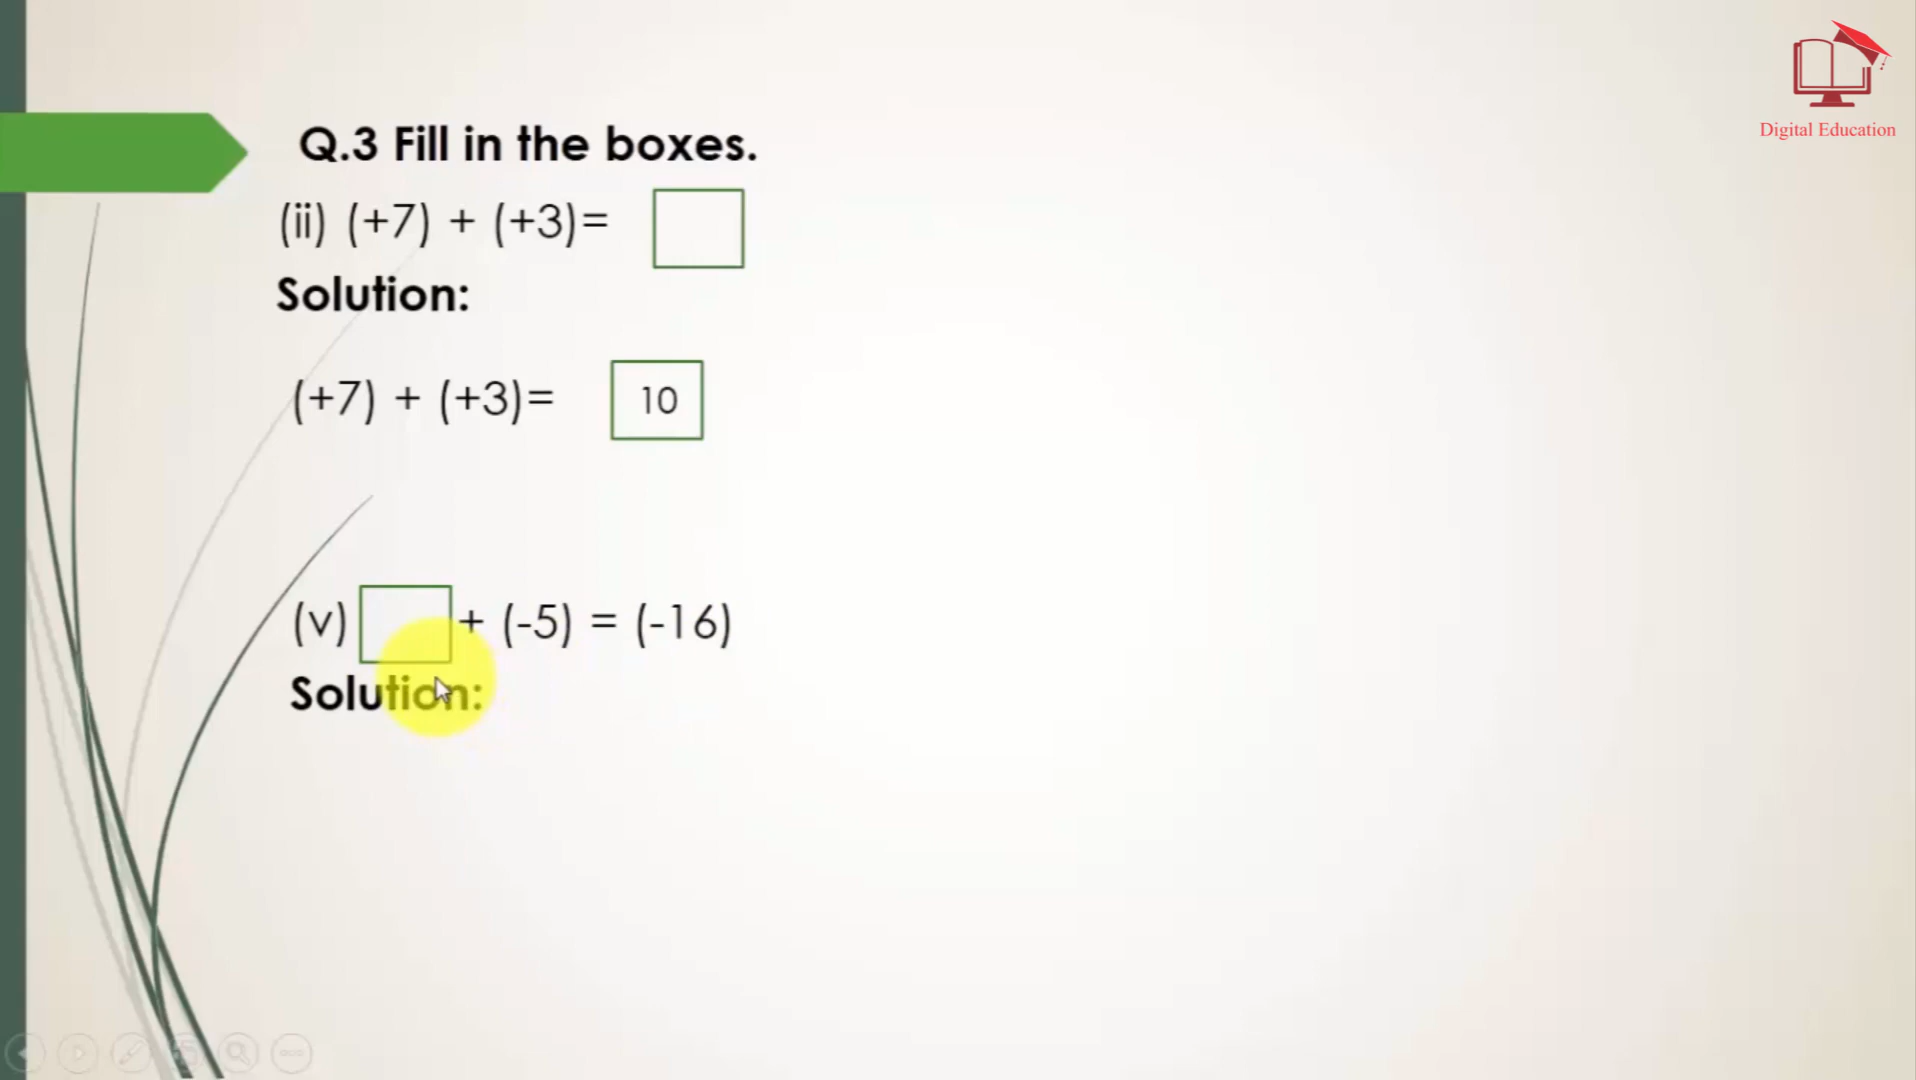 Digital Education
Q.3 Fill in the boxes.
(ii) (+7) + (+3)=
Solution:
(+7) + (+3)= 10
(v) + (-5) = (-16)
Solution: